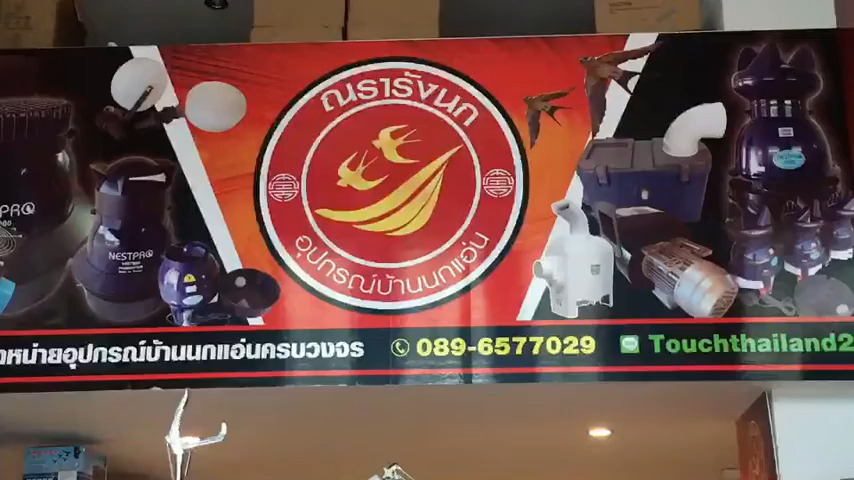 ณธารังนก
อุปกรณ์บ้านนกแอ่น
NESTPRO
หน่ายอุปกรณ์บ้านนกแอ่นครบวงจร
089-6577029
Touchthailand2